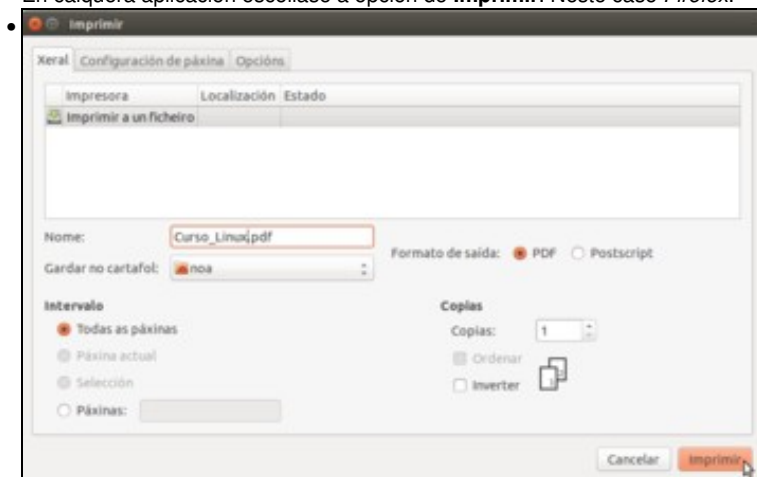 En calquera aplicación escóllase a opción de Imprimir. Neste caso Firefox.
Imprimir
Xeral Configuración de páxina Opcións
Impresora Localización Estado
Imprimir a un ficheiro
Nome: Curso_Linux.pdf
Formato de saída: PDF Postscript
Gardar no cartafol: noa
Intervalo Copias
Todas as páxinas Copias: 1
Páxina actual Ordenar
Selección Inverter
Páxinas:
Cancelar Imprimir